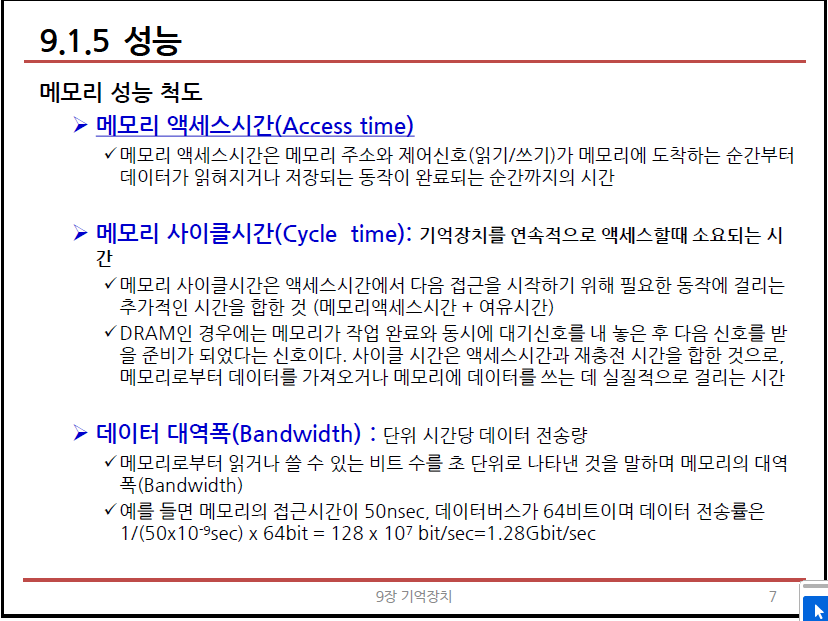 9.1.5 성능
메모리 성능 척도
➢ 메모리 액세스시간(Access time)
✓메모리 액세스시간은 메모리 주소와 제어신호(읽기/쓰기)가 메모리에 도착하는 순간부터
데이터가 읽혀지거나 저장되는 동작이 완료되는 순간까지의 시간
➢ 메모리 사이클시간(Cycle time): 기억장치를 연속적으로 액세스할때 소요되는 시
간
✓메모리 사이클시간은 액세스시간에서 다음 접근을 시작하기 위해 필요한 동작에 걸리는
추가적인 시간을 합한 것 (메모리액세스시간 + 여유시간)
✓DRAM인 경우에는 메모리가 작업 완료와 동시에 대기신호를 내 놓은 후 다음 신호를 받
을 준비가 되었다는 신호이다. 사이클 시간은 액세스시간과 재충전 시간을 합한 것으로,
메모리로부터 데이터를 가져오거나 메모리에 데이터를 쓰는 데 실질적으로 걸리는 시간
➢ 데이터 대역폭(Bandwidth) : 단위 시간당 데이터 전송량
✓메모리로부터 읽거나 쓸 수 있는 비트 수를 초 단위로 나타낸 것을 말하며 메모리의 대역
폭(Bandwidth)
✓예를 들면 메모리의 접근시간이 50nsec, 데이터버스가 64비트이며 데이터 전송률은
1/(50x10⁻⁹sec) x 64bit = 128 x 10⁷ bit/sec=1.28Gbit/sec
9장 기억장치
7